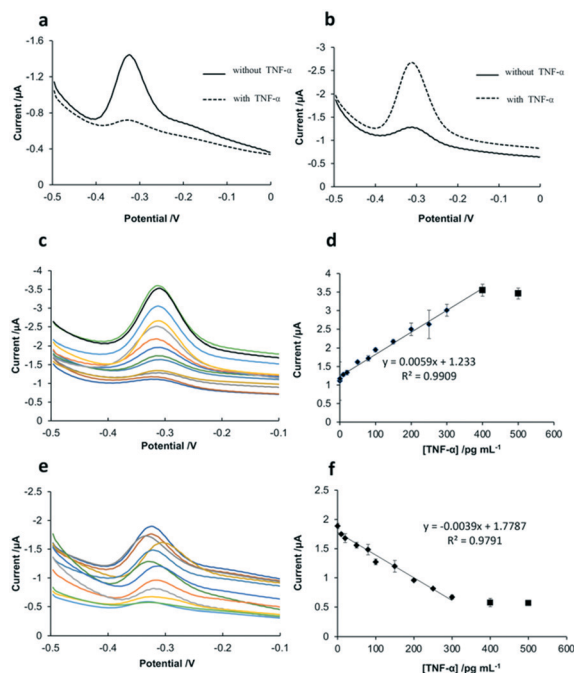 a
-1.6
-1.2
-0.8
-0.4
0
-0.5 -0.4 -0.3 -0.2 -0.1 0
Current /µA
Potential /V
without TNF-α
with TNF-α
b
-3
-2.5
-2
-1.5
-1
-0.5
0
-0.5 -0.4 -0.3 -0.2 -0.1 0
Current /µA
Potential /V
without TNF-α
with TNF-α
c
-4
-3.5
-3
-2.5
-2
-1.5
-1
-0.5
0
-0.5 -0.4 -0.3 -0.2 -0.1
Current /µA
Potential /V
d
4
3.5
3
2.5
2
1.5
1
0.5
0
0 100 200 300 400 500 600
Current /µA
[TNF-α] /pg mL⁻¹
y = 0.0059x + 1.233
R² = 0.9909
e
-2.5
-2
-1.5
-1
-0.5
0
-0.5 -0.4 -0.3 -0.2 -0.1
Current /µA
Potential /V
f
2.5
2
1.5
1
0.5
0
0 100 200 300 400 500 600
Current /µA
[TNF-α] /pg mL⁻¹
y = -0.0039x + 1.7787
R² = 0.9791